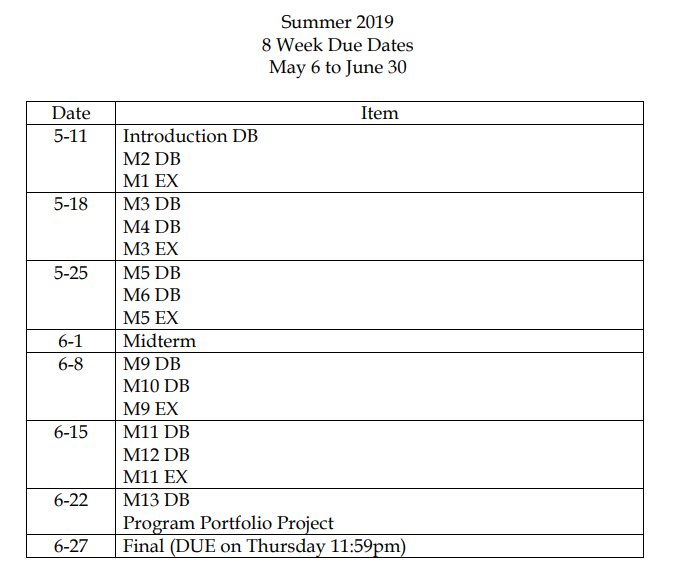 Summer 2019
8 Week Due Dates
May 6 to June 30
Date Item
5-11 Introduction DB
M2 DB
M1 EX
5-18 M3 DB
M4 DB
M3 EX
5-25 M5 DB
M6 DB
M5 EX
6-1 Midterm
6-8 M9 DB
M10 DB
M9 EX
6-15 M11 DB
M12 DB
M11 EX
6-22 M13 DB
Program Portfolio Project
6-27 Final (DUE on Thursday 11:59pm)